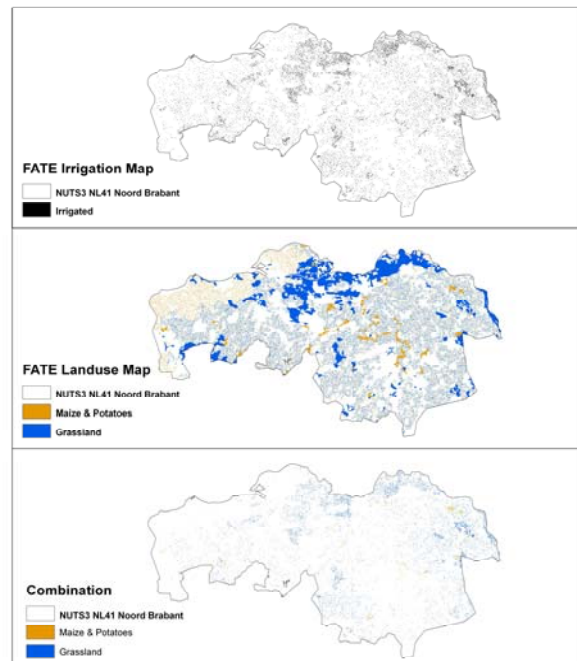 FATE Irrigation Map
NUTS3 NL41 Noord Brabant
Irrigated
FATE Landuse Map
NUTS3 NL41 Noord Brabant
Maize & Potatoes
Grassland
Combination
NUTS3 NL41 Noord Brabant
Maize & Potatoes
Grassland